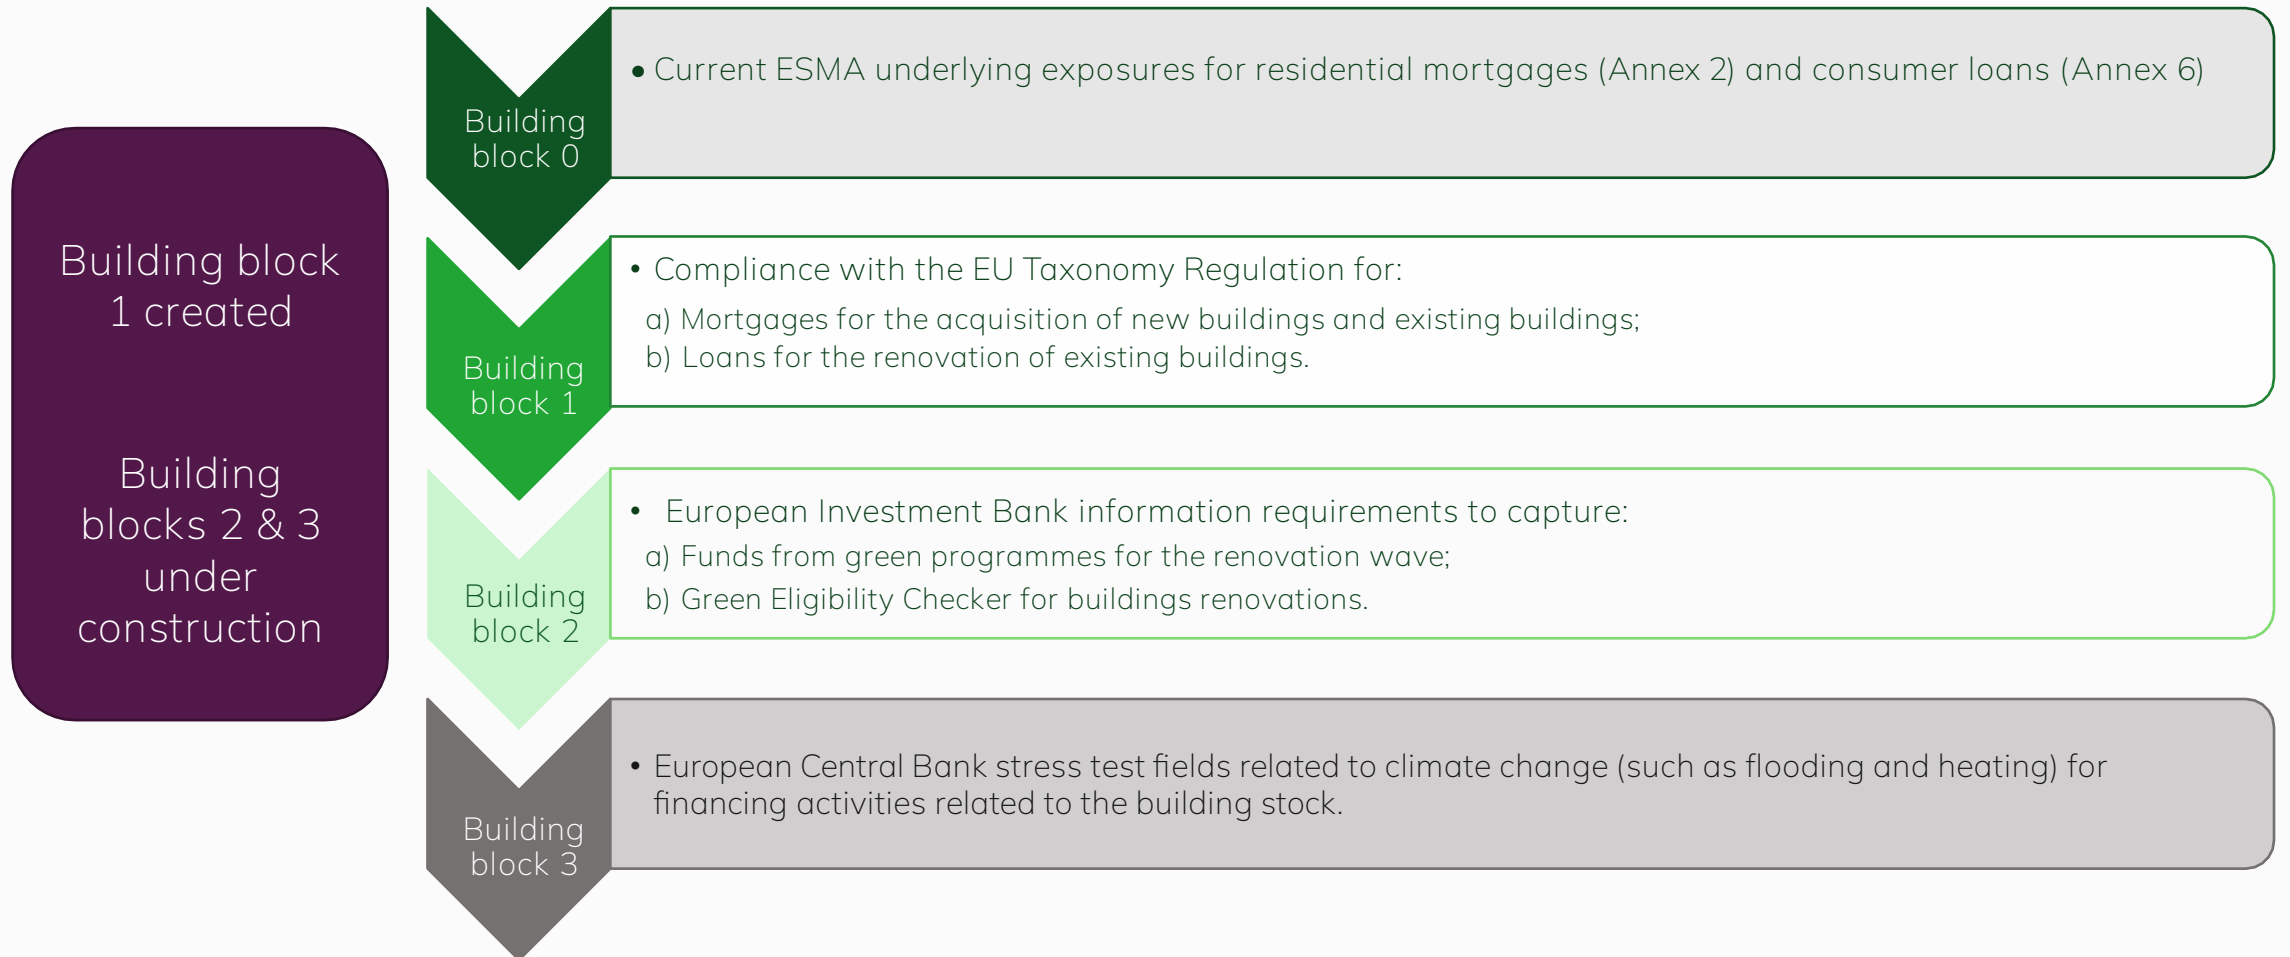 Building block
1 created
Building
blocks 2 & 3
under
construction
Building
block 0
• Current ESMA underlying exposures for residential mortgages (Annex 2) and consumer loans (Annex 6)
Building
block 1
• Compliance with the EU Taxonomy Regulation for:
a) Mortgages for the acquisition of new buildings and existing buildings;
b) Loans for the renovation of existing buildings.
Building
block 2
• European Investment Bank information requirements to capture:
a) Funds from green programmes for the renovation wave;
b) Green Eligibility Checker for buildings renovations.
Building
block 3
• European Central Bank stress test fields related to climate change (such as flooding and heating) for
financing activities related to the building stock.